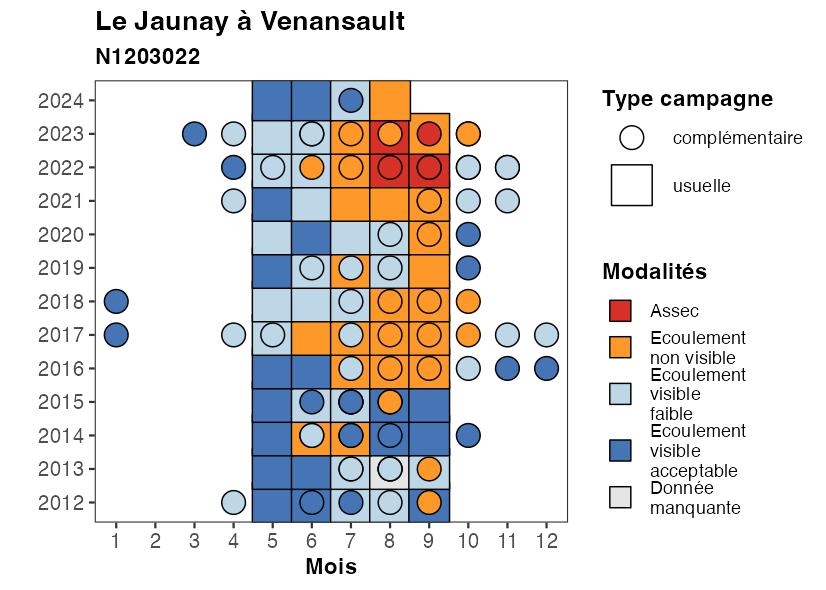 Le Jaunay à Venansault
N1203022
2024
2023
2022
2021
2020
2019
2018
2017
2016
2015
2014
2013
2012
1 2 3 4 5 6 7 8 9 10 11 12
Mois
Type campagne
complémentaire
usuelle
Modalités
Assec
Ecoulement
non visible
Ecoulement
visible
faible
Ecoulement
visible
acceptable
Donnée
manquante